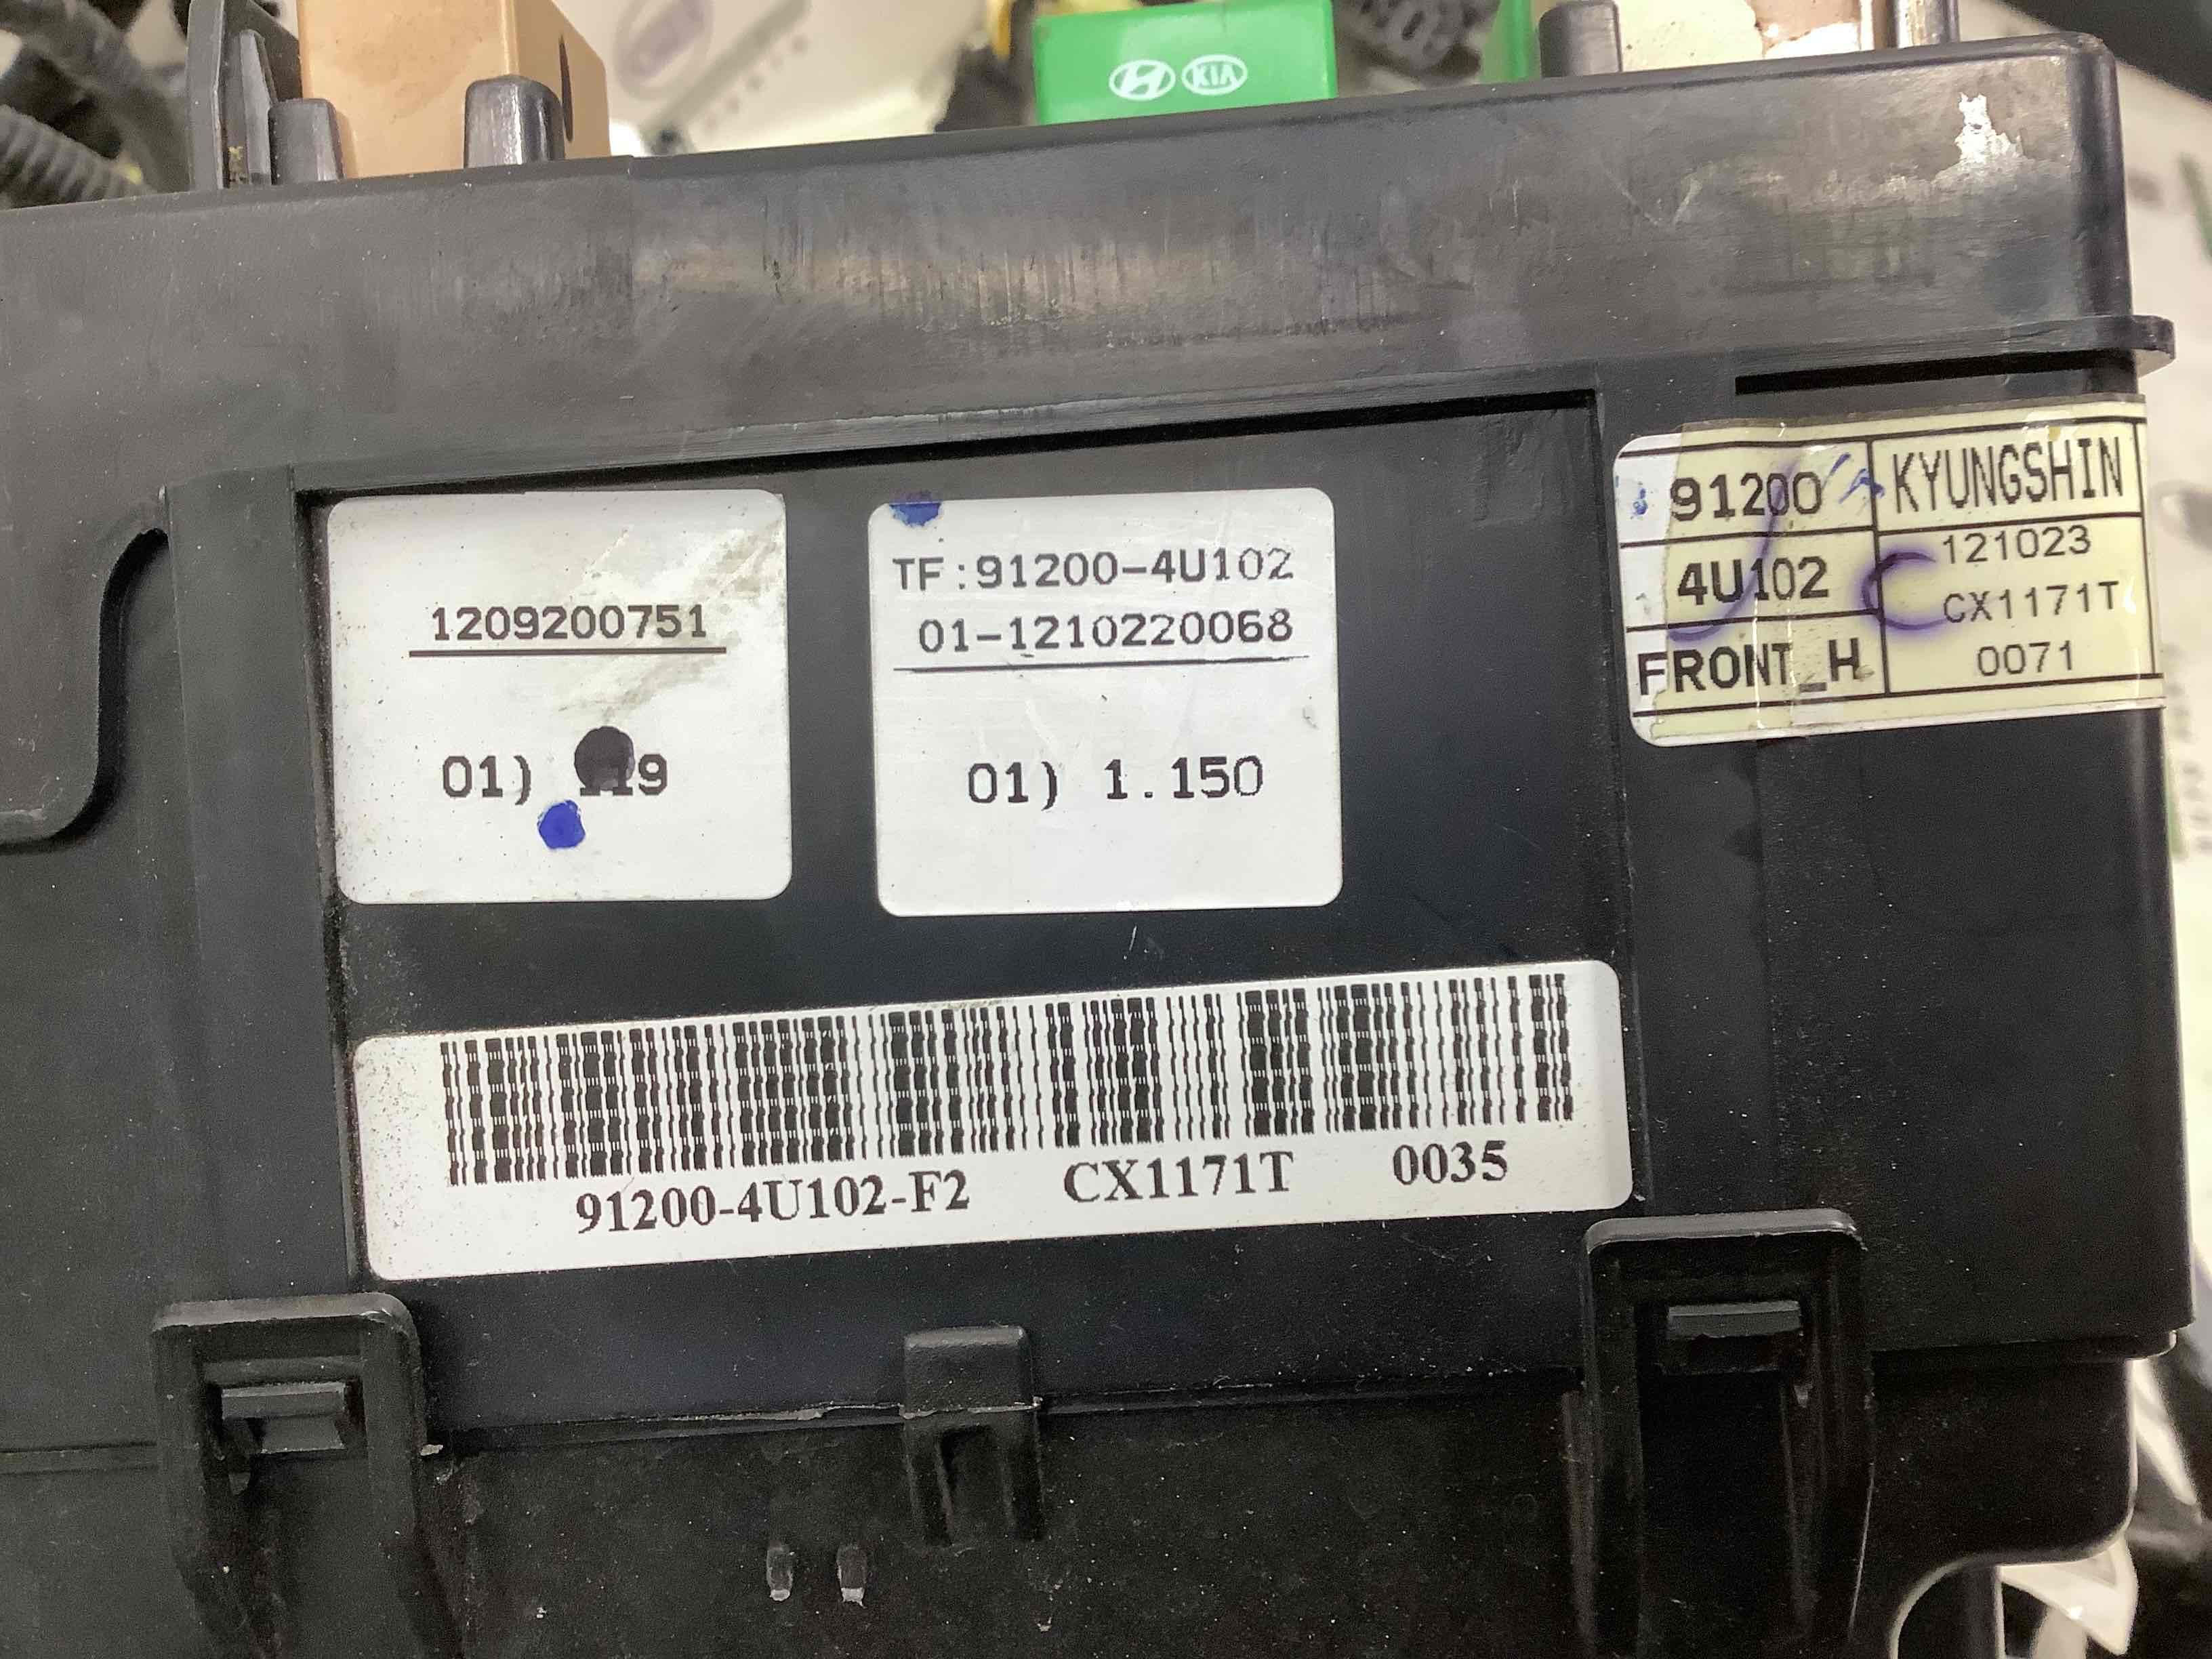 KIA
1209200751
01)
TF:91200-4U102
01-1210220068
01) 1.150
91200
4U102
FRONT_H
KYUNGSHIN
121023
CX1171T
0071
91200-4U102-F2 CX1171T 0035